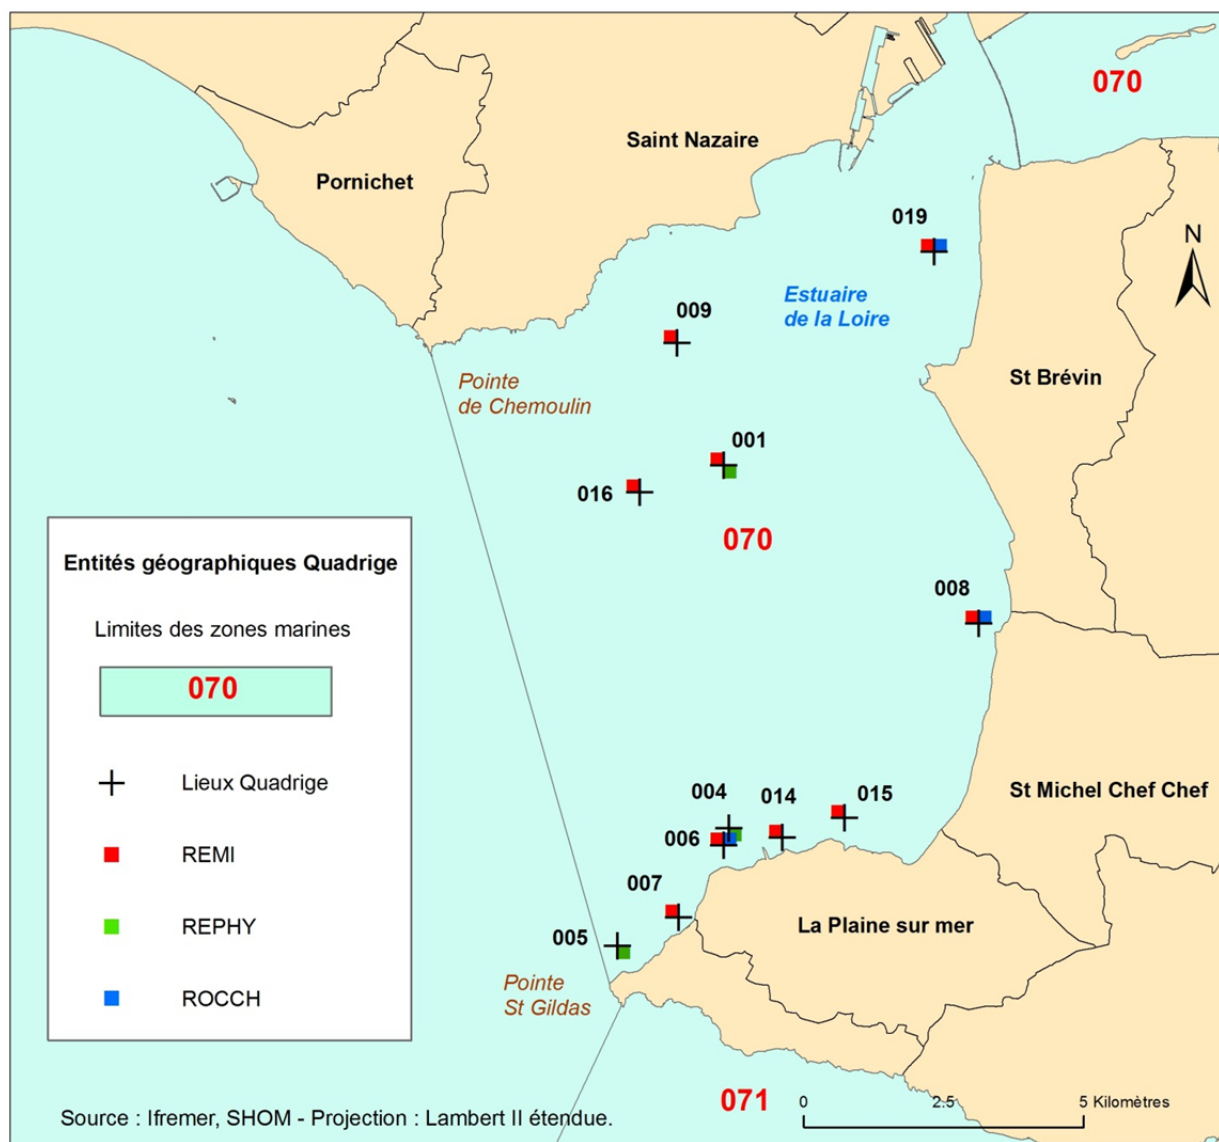 070
Saint Nazaire
Pornichet
019
N
Estuaire
de la Loire
009
Pointe
de Chemoulin
St Brévin
001
016
070
008
Entités géographiques Quadrige
Limites des zones marines
070
Lieux Quadrige
REMI
REPHY
ROCCH
004
014
015
St Michel Chef Chef
006
007
La Plaine sur mer
005
Pointe
St Gildas
071
0 2.5 5 Kilomètres
Source : Ifremer, SHOM - Projection : Lambert II étendue.